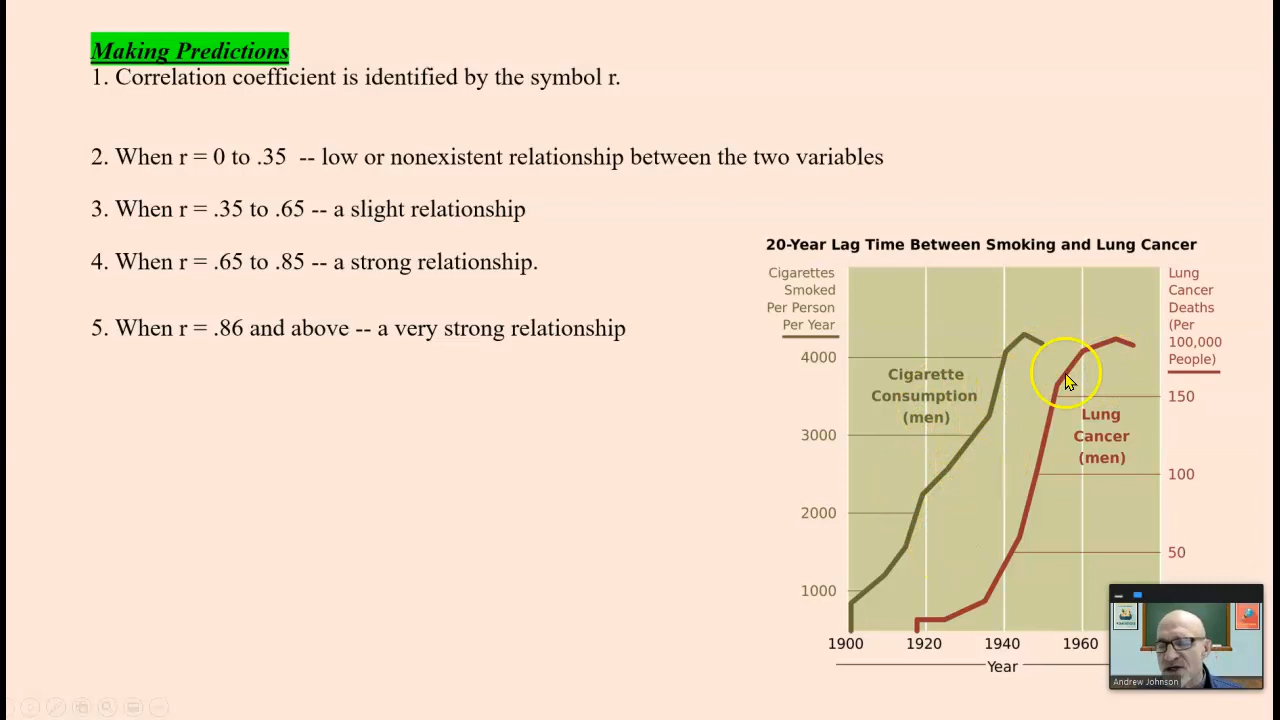 Making Predictions
1. Correlation coefficient is identified by the symbol r.
2. When r = 0 to .35 -- low or nonexistent relationship between the two variables
3. When r = .35 to .65 -- a slight relationship
4. When r = .65 to .85 -- a strong relationship.
5. When r = .86 and above -- a very strong relationship
20-Year Lag Time Between Smoking and Lung Cancer
Cigarettes
Smoked
Per Person
Per Year
Lung
Cancer
Deaths
(Per
100,000
People)
4000
3000
2000
1000
Cigarette
Consumption
(men)
Lung
Cancer
(men)
150
100
50
1900
1920
1940
1960
Year
Andrew Johnson